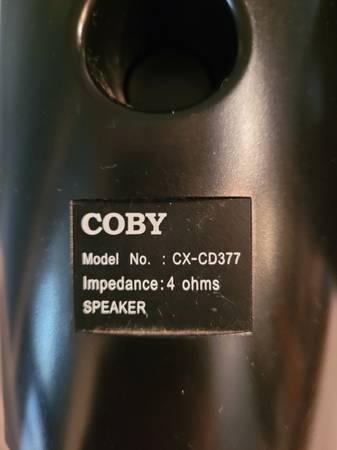 COBY
Model No. : CX-CD377
Impedance:4 ohms
SPEAKER